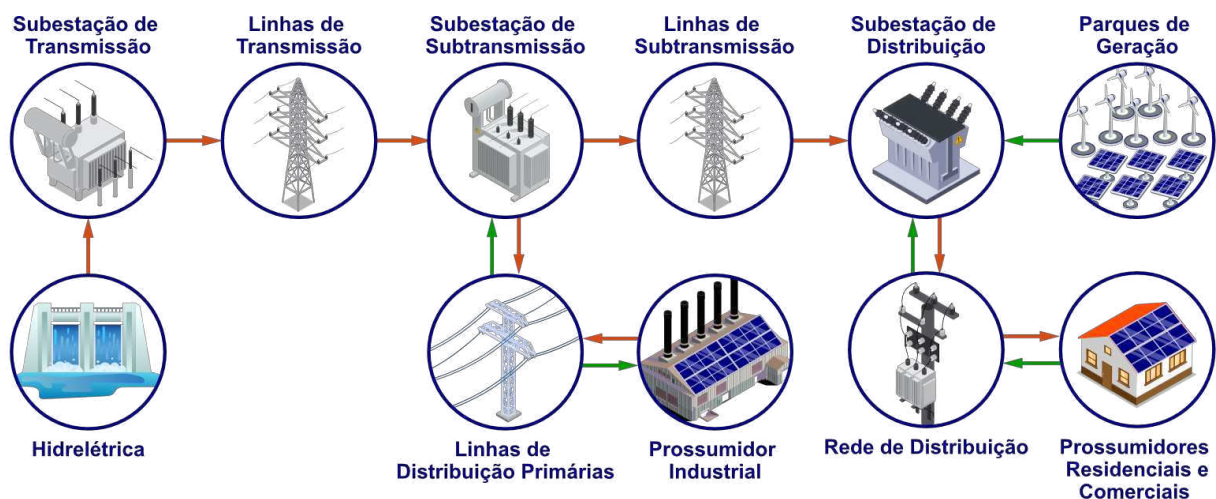 Subestação de
Transmissão
Linhas de
Transmissão
Subestação de
Subtransmissão
Linhas de
Subtransmissão
Subestação de
Distribuição
Parques de
Geração
Hidrelétrica
Linhas de
Distribuição Primárias
Prossumidor
Industrial
Rede de Distribuição
Prossumidores
Residenciais e
Comerciais